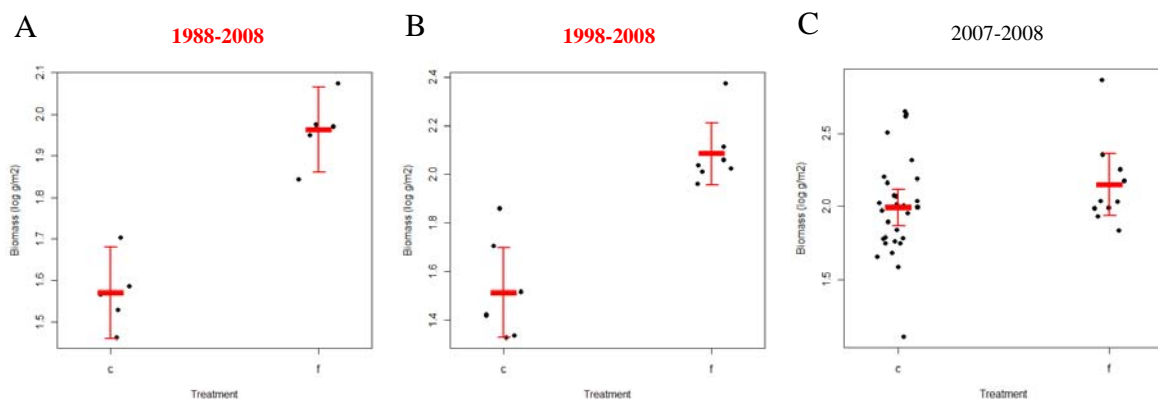 A
1988-2008
Biomass (log g/m2)
2.1
2.0
1.9
1.8
1.7
1.6
1.5
c
f
Treatment
B
1998-2008
Biomass (log g/m2)
2.4
2.2
2.0
1.8
1.6
1.4
c
f
Treatment
C
2007-2008
Biomass (log g/m2)
2.5
2.0
1.5
c
f
Treatment